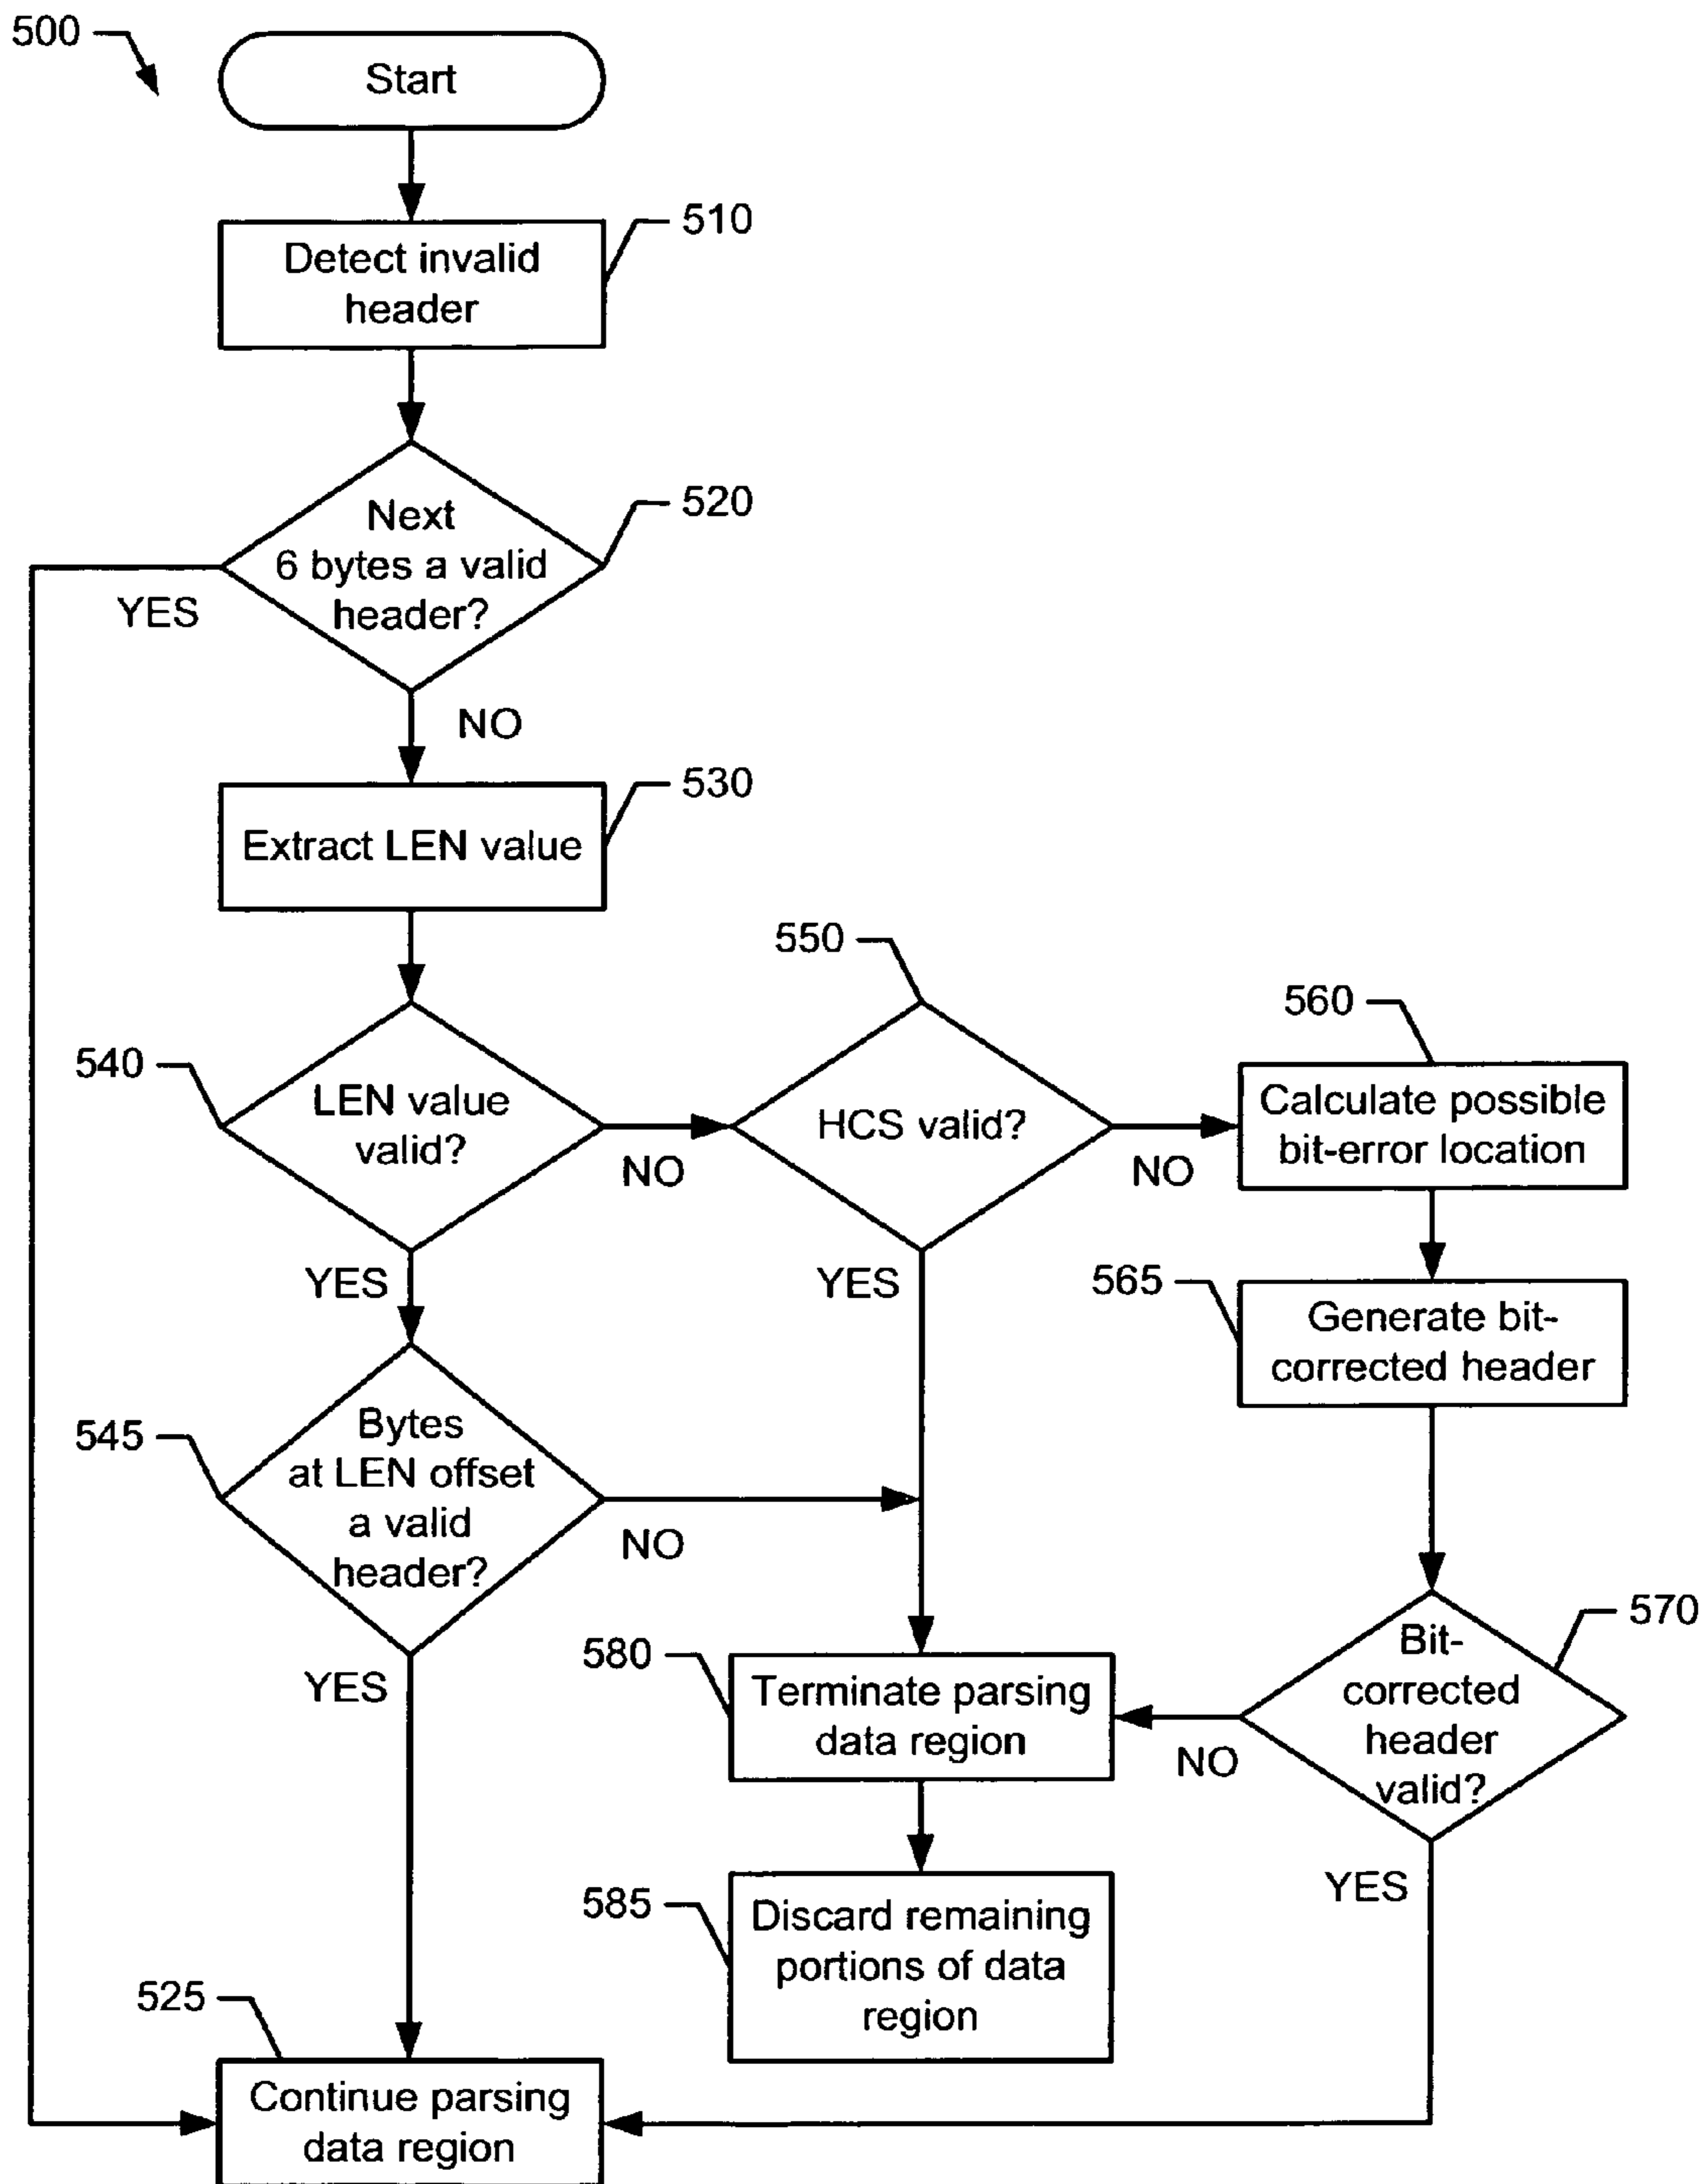 500
Start
510
Detect invalid
header
520
Next
6 bytes a valid
header?
YES
NO
530
Extract LEN value
550
560
540
LEN value
valid?
NO
HCS valid?
NO
Calculate possible
bit-error location
YES
YES
565
Generate bit-
corrected header
545
Bytes
at LEN offset
a valid
header?
NO
YES
570
Bit-
corrected
header
valid?
NO
YES
580
Terminate parsing
data region
585
Discard remaining
portions of data
region
525
Continue parsing
data region